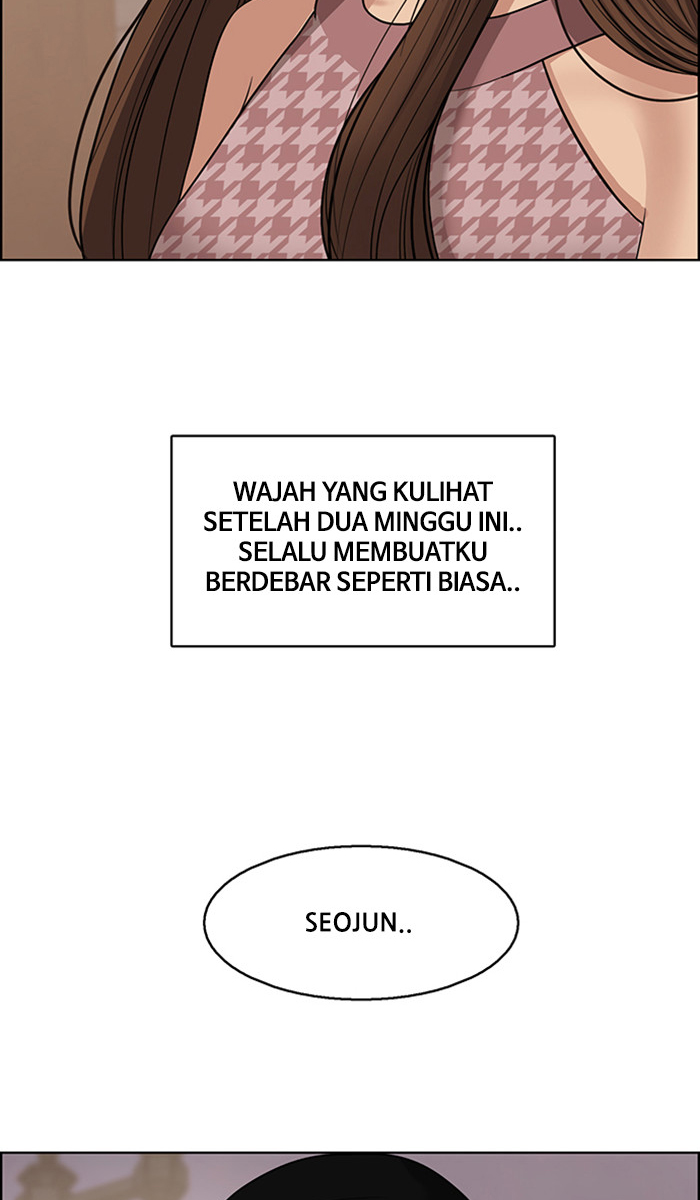 WAJAH YANG KULIHAT
SETELAH DUA MINGGU INI..
SELALU MEMBUATKU
BERDEBAR SEPERTI BIASA..
SEOJUN..